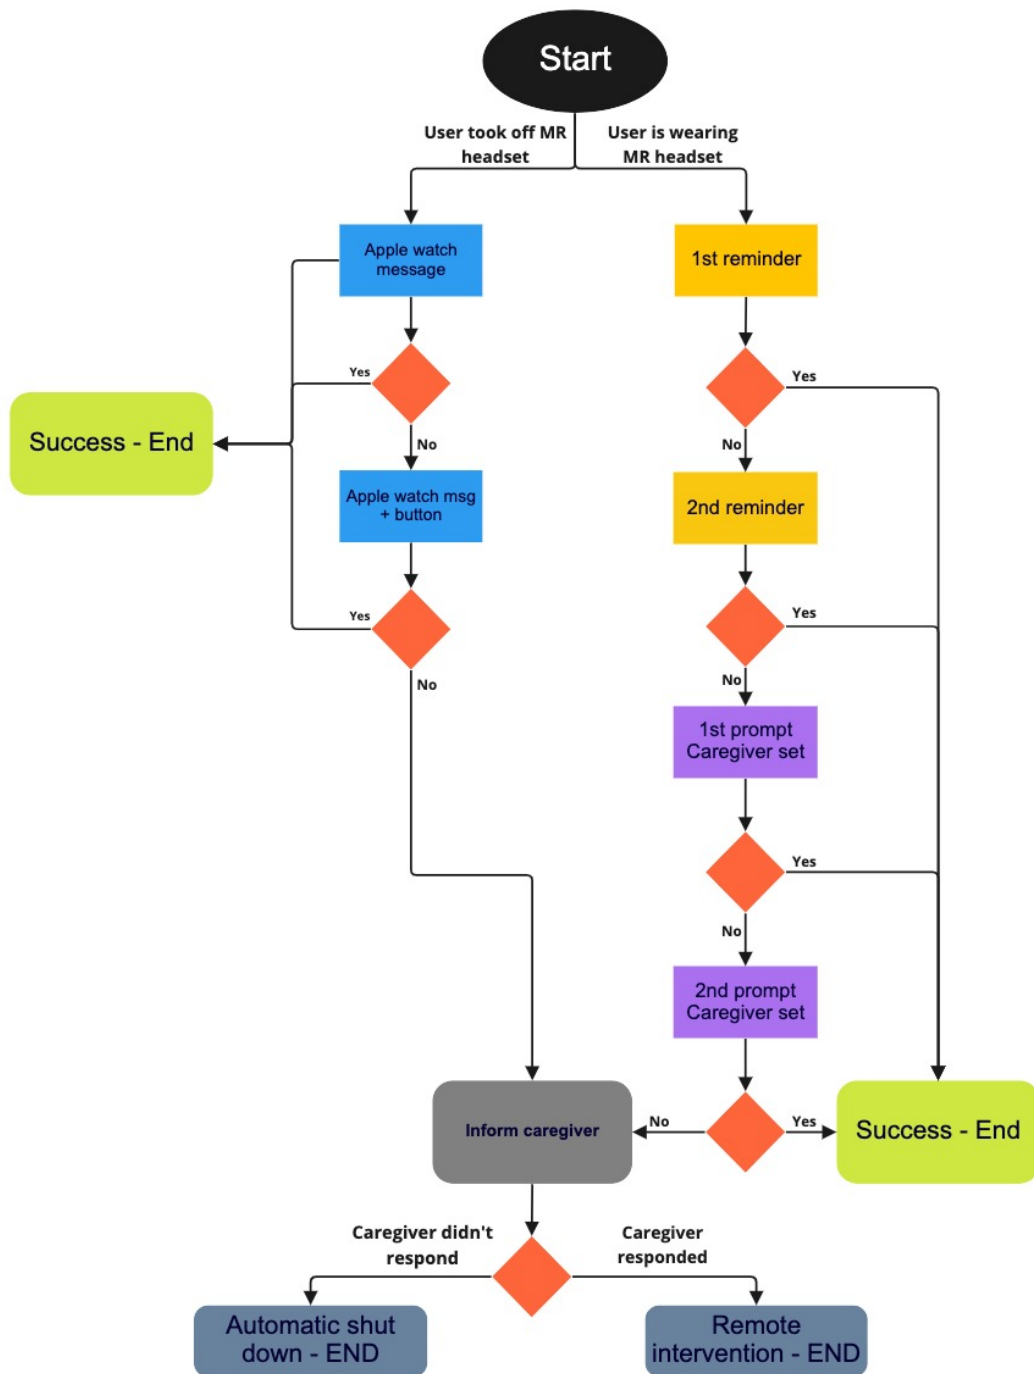 Start
User took off MR
headset
User is wearing
MR headset
Apple watch
message
1st reminder
Yes
Yes
Success - End
No
No
Apple watch msg
+ button
2nd reminder
Yes
Yes
No
No
1st prompt
Caregiver set
Yes
No
2nd prompt
Caregiver set
Inform caregiver
No
Yes
Success - End
Caregiver didn't
respond
Caregiver
responded
Automatic shut
down - END
Remote
intervention - END